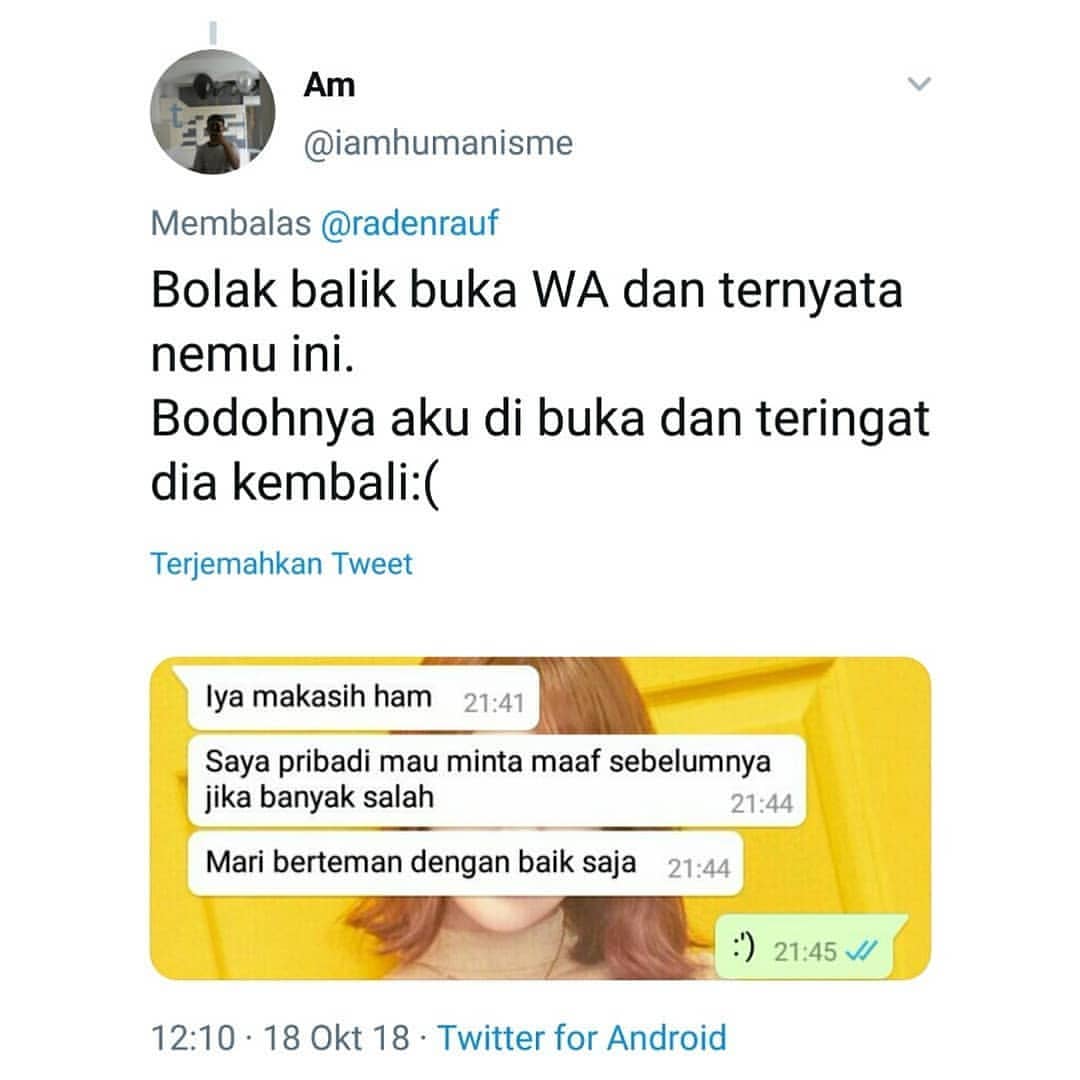 Am
@iamhumanisme
Membalas @radenrauf
Bolak balik buka WA dan ternyata
nemu ini.
Bodohnya aku di buka dan teringat
dia kembali:(
Terjemahkan Tweet
Iya makasih ham 21:41
Saya pribadi mau minta maaf sebelumnya
jika banyak salah 21:44
Mari berteman dengan baik saja 21:44
:') 21:45
12:10 · 18 Okt 18 · Twitter for Android